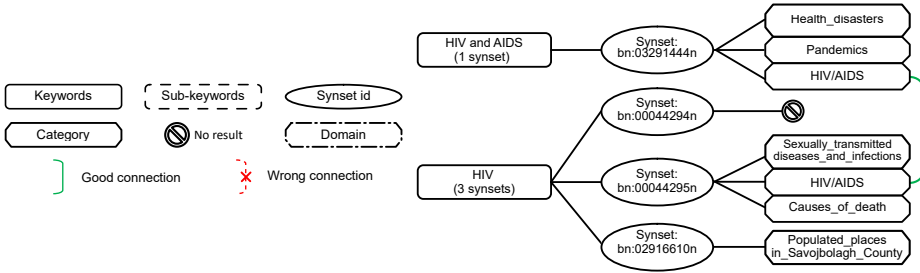 Keywords
Sub-keywords
Synset id
Category
No result
Domain
Good connection
Wrong connection
HIV and AIDS
(1 synset)
Synset:
bn:03291444n
Health_disasters
Pandemics
HIV/AIDS
HIV
(3 synsets)
Synset:
bn:00044294n
Synset:
bn:00044295n
Sexually_transmitted
diseases_and_infections
HIV/AIDS
Causes_of_death
Synset:
bn:02916610n
Populated_places
in_Savojbolagh_County